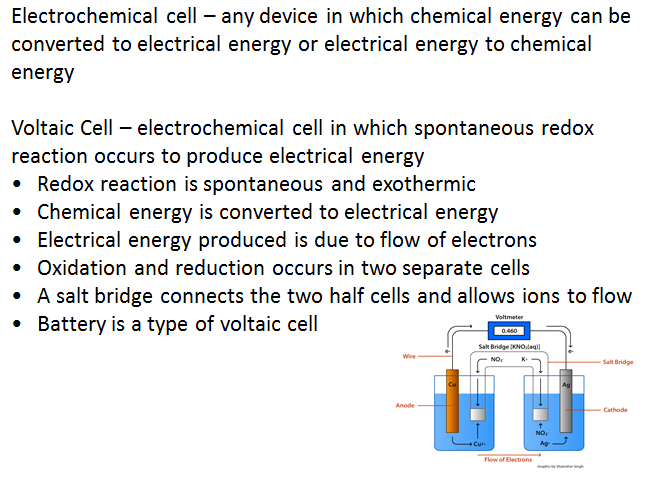 Electrochemical cell – any device in which chemical energy can be
converted to electrical energy or electrical energy to chemical
energy
Voltaic Cell – electrochemical cell in which spontaneous redox
reaction occurs to produce electrical energy
• Redox reaction is spontaneous and exothermic
• Chemical energy is converted to electrical energy
• Electrical energy produced is due to flow of electrons
• Oxidation and reduction occurs in two separate cells
• A salt bridge connects the two half cells and allows ions to flow
• Battery is a type of voltaic cell
Voltmeter
0.460
Salt Bridge [KNO₃(aq)]
e- e-
Wire
NO₃⁻ K⁺
Salt Bridge
Cu Ag
Anode
Cathode
NO₃⁻
Cu²⁺ Ag⁺
Flow of Electrons
Graphic by Shamsher Singh